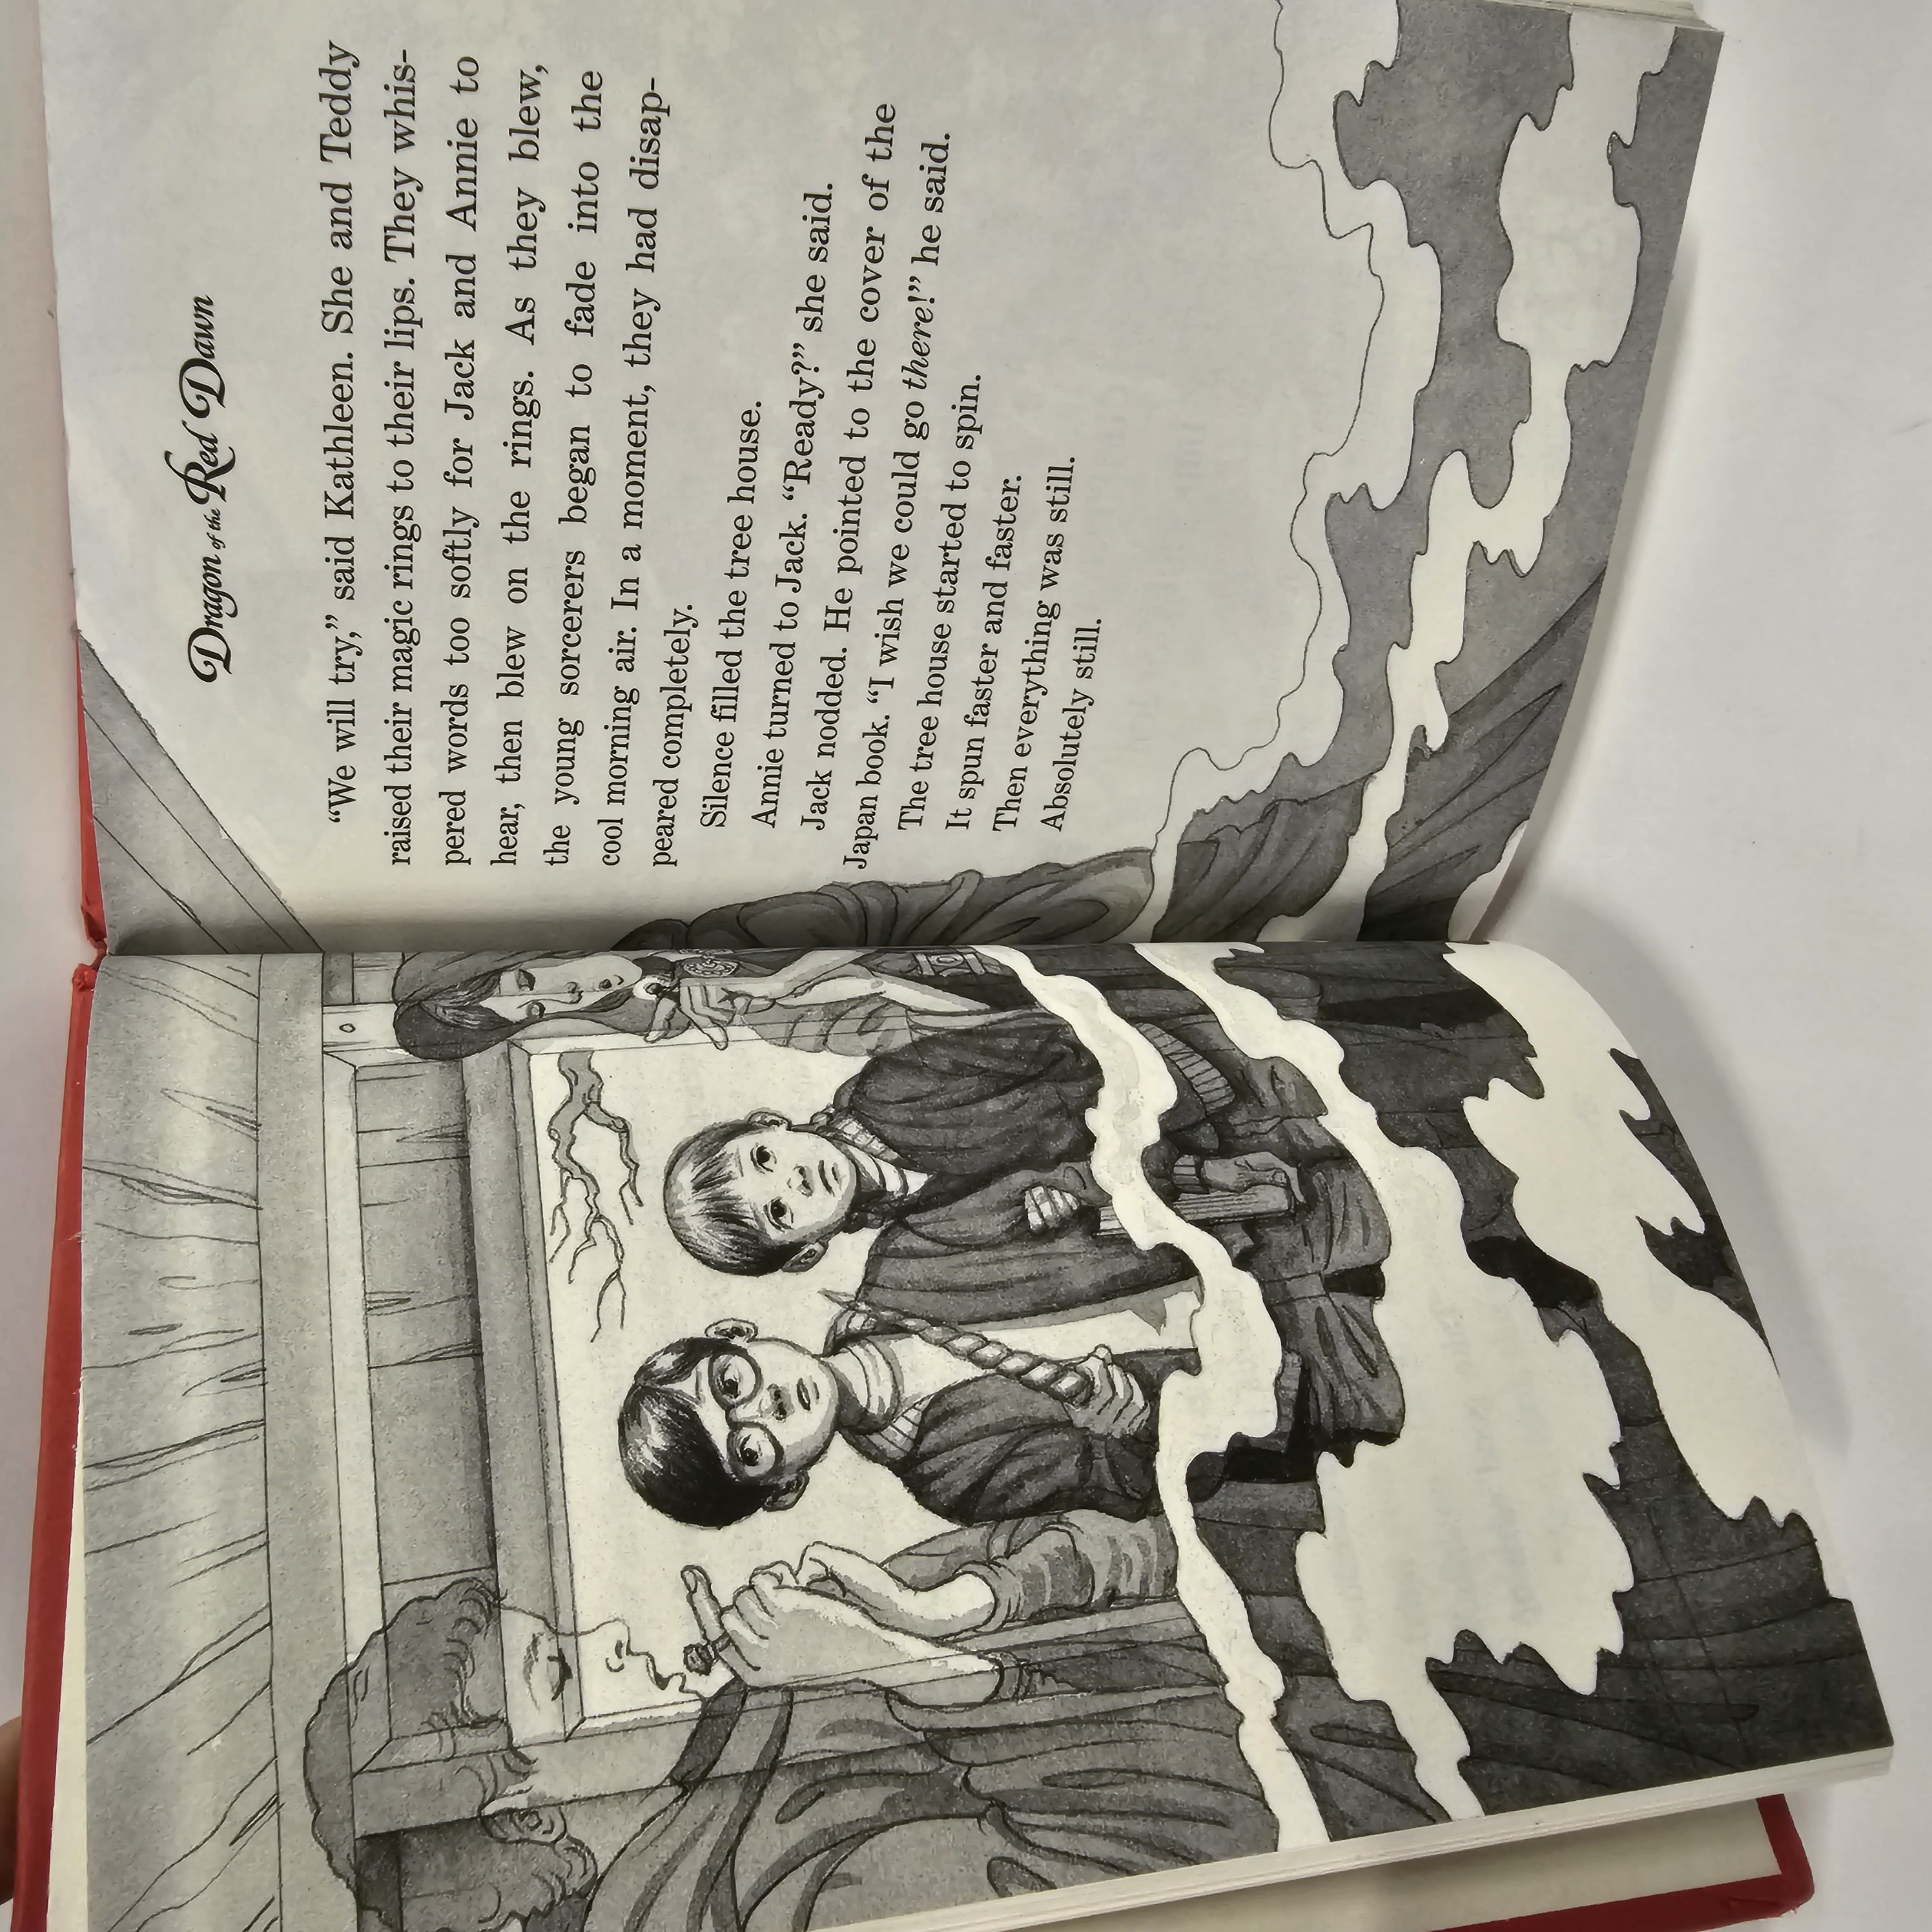 Dragon of the Red Dawn
“We will try,” said Kathleen. She and Teddy
raised their magic rings to their lips. They whis-
pered words too softly for Jack and Annie to
hear, then blew on the rings. As they blew,
the young sorcerers began to fade into the
cool morning air. In a moment, they had disap-
peared completely.
Silence filled the tree house.
Annie turned to Jack. “Ready?” she said.
Jack nodded. He pointed to the cover of the
Japan book. “I wish we could go there!” he said.
The tree house started to spin.
It spun faster and faster.
Then everything was still.
Absolutely still.